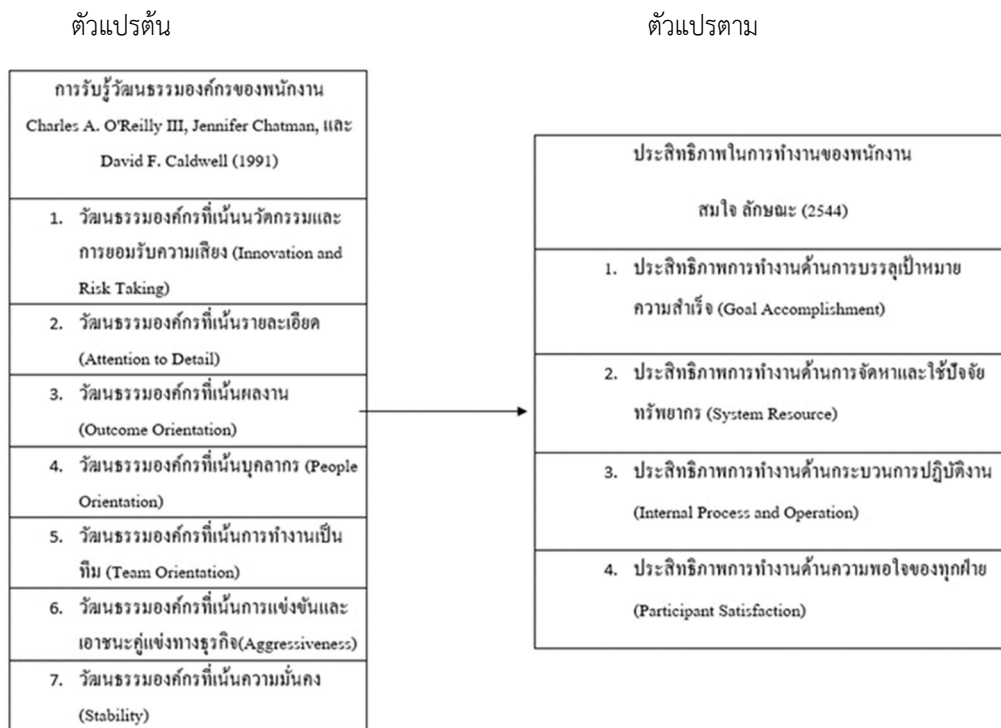 ตัวแปรต้น
การรับรู้วัฒนธรรมองค์กรของพนักงาน
Charles A. O'Reilly III, Jennifer Chatman, และ
David F. Caldwell (1991)
1. วัฒนธรรมองค์กรที่เน้นนวัตกรรมและ
การยอมรับความเสี่ยง (Innovation and
Risk Taking)
2. วัฒนธรรมองค์กรที่เน้นรายละเอียด
(Attention to Detail)
3. วัฒนธรรมองค์กรที่เน้นผลงาน
(Outcome Orientation)
4. วัฒนธรรมองค์กรที่เน้นบุคลากร (People
Orientation)
5. วัฒนธรรมองค์กรที่เน้นการทำงานเป็น
ทีม (Team Orientation)
6. วัฒนธรรมองค์กรที่เน้นการแข่งขันและ
เอาชนะคู่แข่งทางธุรกิจ(Aggressiveness)
7. วัฒนธรรมองค์กรที่เน้นความมั่นคง
(Stability)
ตัวแปรตาม
ประสิทธิภาพในการทำงานของพนักงาน
สมใจ ลักษณะ (2544)
1. ประสิทธิภาพการทำงานด้านการบรรลุเป้าหมาย
ความสำเร็จ (Goal Accomplishment)
2. ประสิทธิภาพการทำงานด้านการจัดหาและใช้ปัจจัย
ทรัพยากร (System Resource)
3. ประสิทธิภาพการทำงานด้านกระบวนการปฏิบัติงาน
(Internal Process and Operation)
4. ประสิทธิภาพการทำงานด้านความพอใจของทุกฝ่าย
(Participant Satisfaction)